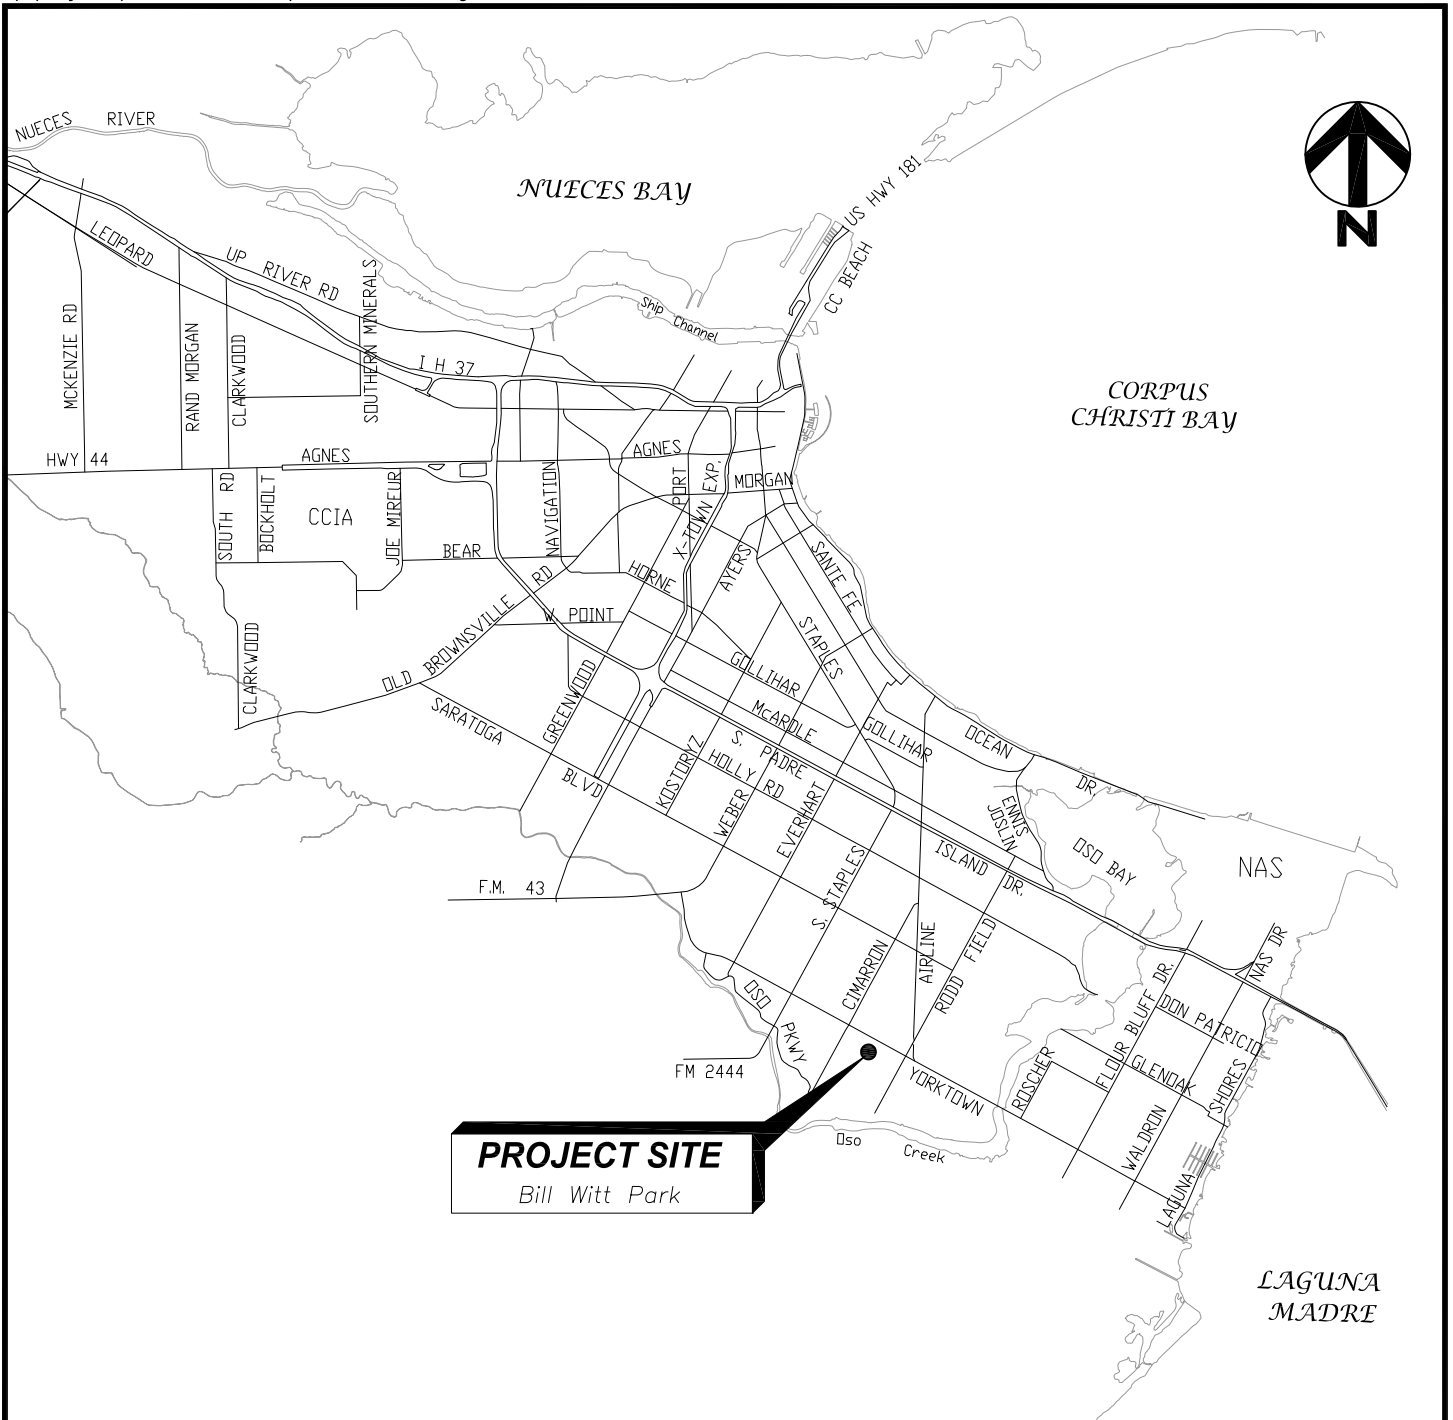 NUECES RIVER
NUECES BAY
US HWY 181
CC BEACH
N
LEOPARD
UP RIVER RD
Ship Channel
MCKENZIE RD
RAND MORGAN
CLARKWOOD
SOUTHERN MINERALS
I H 37
CORPUS
CHRISTI BAY
HWY 44
AGNES
AGNES
SOUTH RD
BOCKHOLT
CCIA
JOE MIREUR
BEAR
NAVIGATION
PORT
X-TOWN EXP.
MORGAN
AYERS
HORNE
SANTE FE
W. POINT
OLD BROWNSVILLE RD
CLARKWOOD
STAPLES
GOLLIHAR
GREENWOOD
SARATOGA
BLVD
McARDLE
GOLLIHAR
OCEAN DR.
S. PADRE
ISLAND DR.
HOLLY RD
KOSTORYZ
WEBER
EVERHART
S. STAPLES
ENNIS
JOSLIN
OSO BAY
NAS
F.M. 43
CIMARRON
AIRLINE
RODD FIELD
NAS DR
FLOUR BLUFF DR.
DON PATRICIO
OSO PKWY
FM 2444
YORKTOWN
ROSCHER
GLENOAK
WALDRON
LAGUNA SHORES
Oso Creek
PROJECT SITE
Bill Witt Park
LAGUNA
MADRE